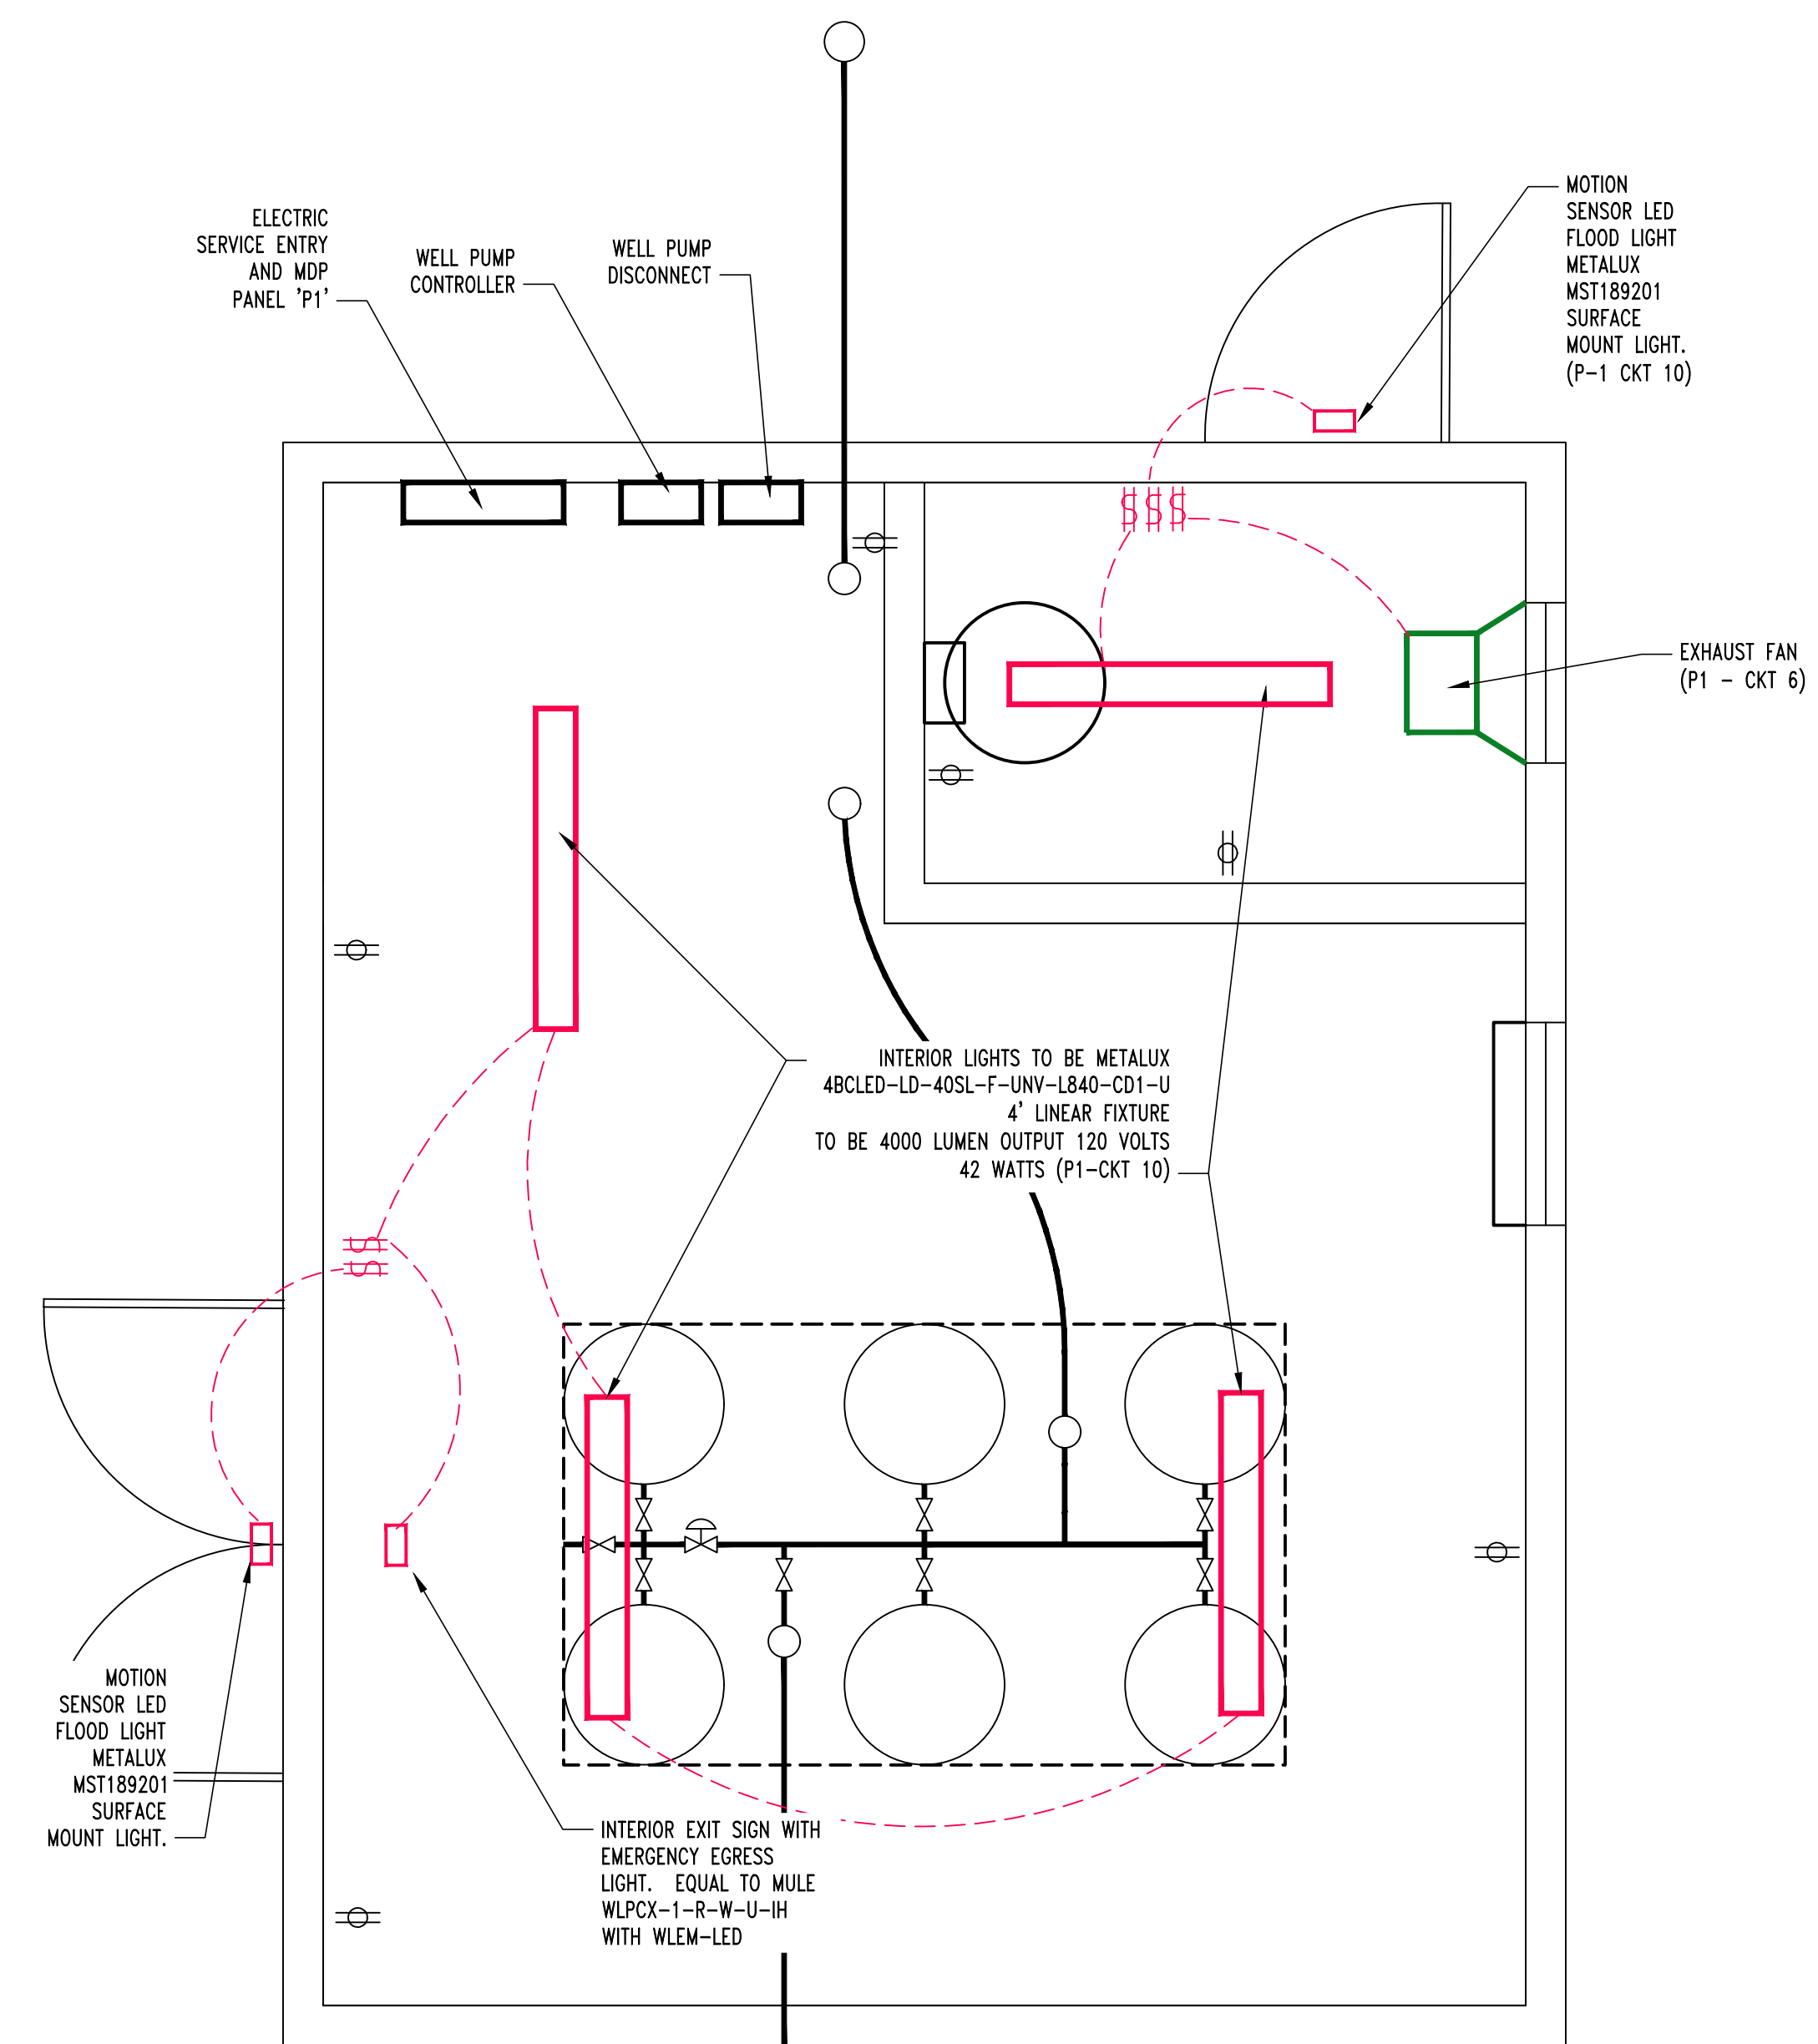 MOTION
SENSOR LED
FLOOD LIGHT
METALUX
MST189201
SURFACE
MOUNT LIGHT.
(P-1 CKT 10)
ELECTRIC
SERVICE ENTRY
AND MDP
PANEL 'P1'
WELL PUMP
CONTROLLER
WELL PUMP
DISCONNECT
$$$
EXHAUST FAN
(P1 - CKT 6)
INTERIOR LIGHTS TO BE METALUX
4BCLED-LD-40SL-F-UNV-L840-CD1-U
4' LINEAR FIXTURE
TO BE 4000 LUMEN OUTPUT 120 VOLTS
42 WATTS (P1-CKT 10)
$
$
MOTION
SENSOR LED
FLOOD LIGHT
METALUX
MST189201
SURFACE
MOUNT LIGHT.
INTERIOR EXIT SIGN WITH
EMERGENCY EGRESS
LIGHT. EQUAL TO MULE
WLPCX-1-R-W-U-IH
WITH WLEM-LED